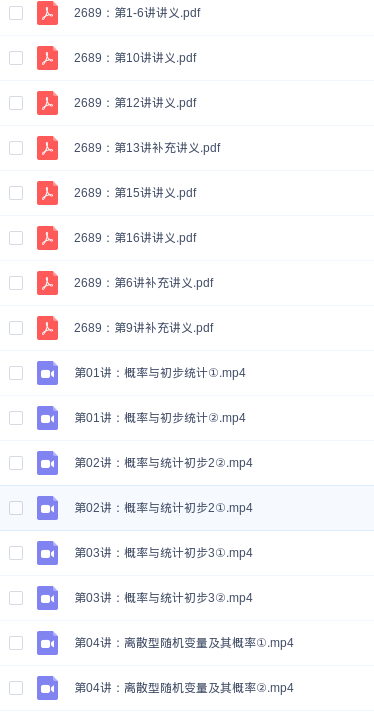 2689：第1-6讲讲义.pdf
2689：第10讲讲义.pdf
2689：第12讲讲义.pdf
2689：第13讲补充讲义.pdf
2689：第15讲讲义.pdf
2689：第16讲讲义.pdf
2689：第6讲补充讲义.pdf
2689：第9讲补充讲义.pdf
第01讲：概率与初步统计①.mp4
第01讲：概率与初步统计②.mp4
第02讲：概率与统计初步2②.mp4
第02讲：概率与统计初步2①.mp4
第03讲：概率与统计初步3①.mp4
第03讲：概率与统计初步3②.mp4
第04讲：离散型随机变量及其概率①.mp4
第04讲：离散型随机变量及其概率②.mp4